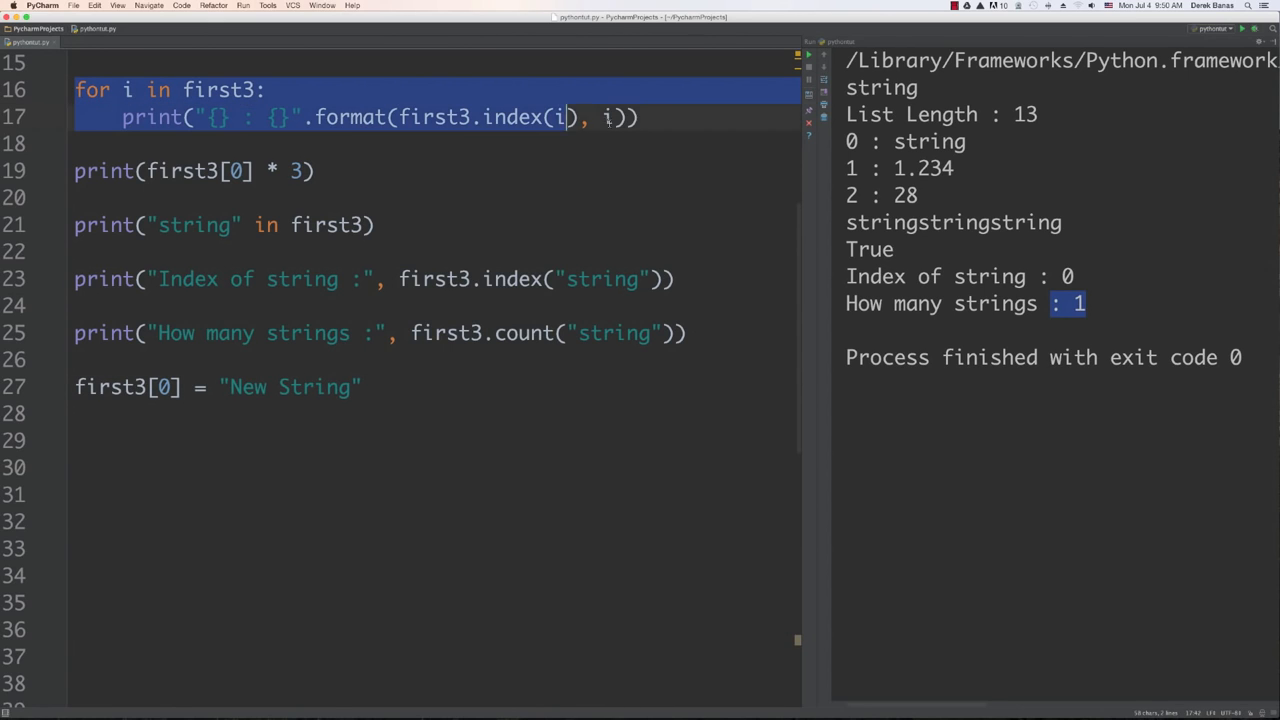 PyCharm File Edit View Navigate Code Refactor Run Tools VCS Window Help 10 Mon Jul 4 9:50 AM Derek Banas
pythontut.py - PycharmProjects - [~/PycharmProjects]
PycharmProjects pythontut.py pythontut
pythontut.py
Run pythontut
15
16 for i in first3:
17 print("{} : {}".format(first3.index(i), i))
18
19 print(first3[0] * 3)
20
21 print("string" in first3)
22
23 print("Index of string :", first3.index("string"))
24
25 print("How many strings :", first3.count("string"))
26
27 first3[0] = "New String"
28
29
30
31
32
33
34
35
36
37
38
/Library/Frameworks/Python.framework
string
List Length : 13
0 : string
1 : 1.234
2 : 28
stringstringstring
True
Index of string : 0
How many strings : 1
Process finished with exit code 0
58 chars, 2 lines 17:42 LF‡ UTF-8‡